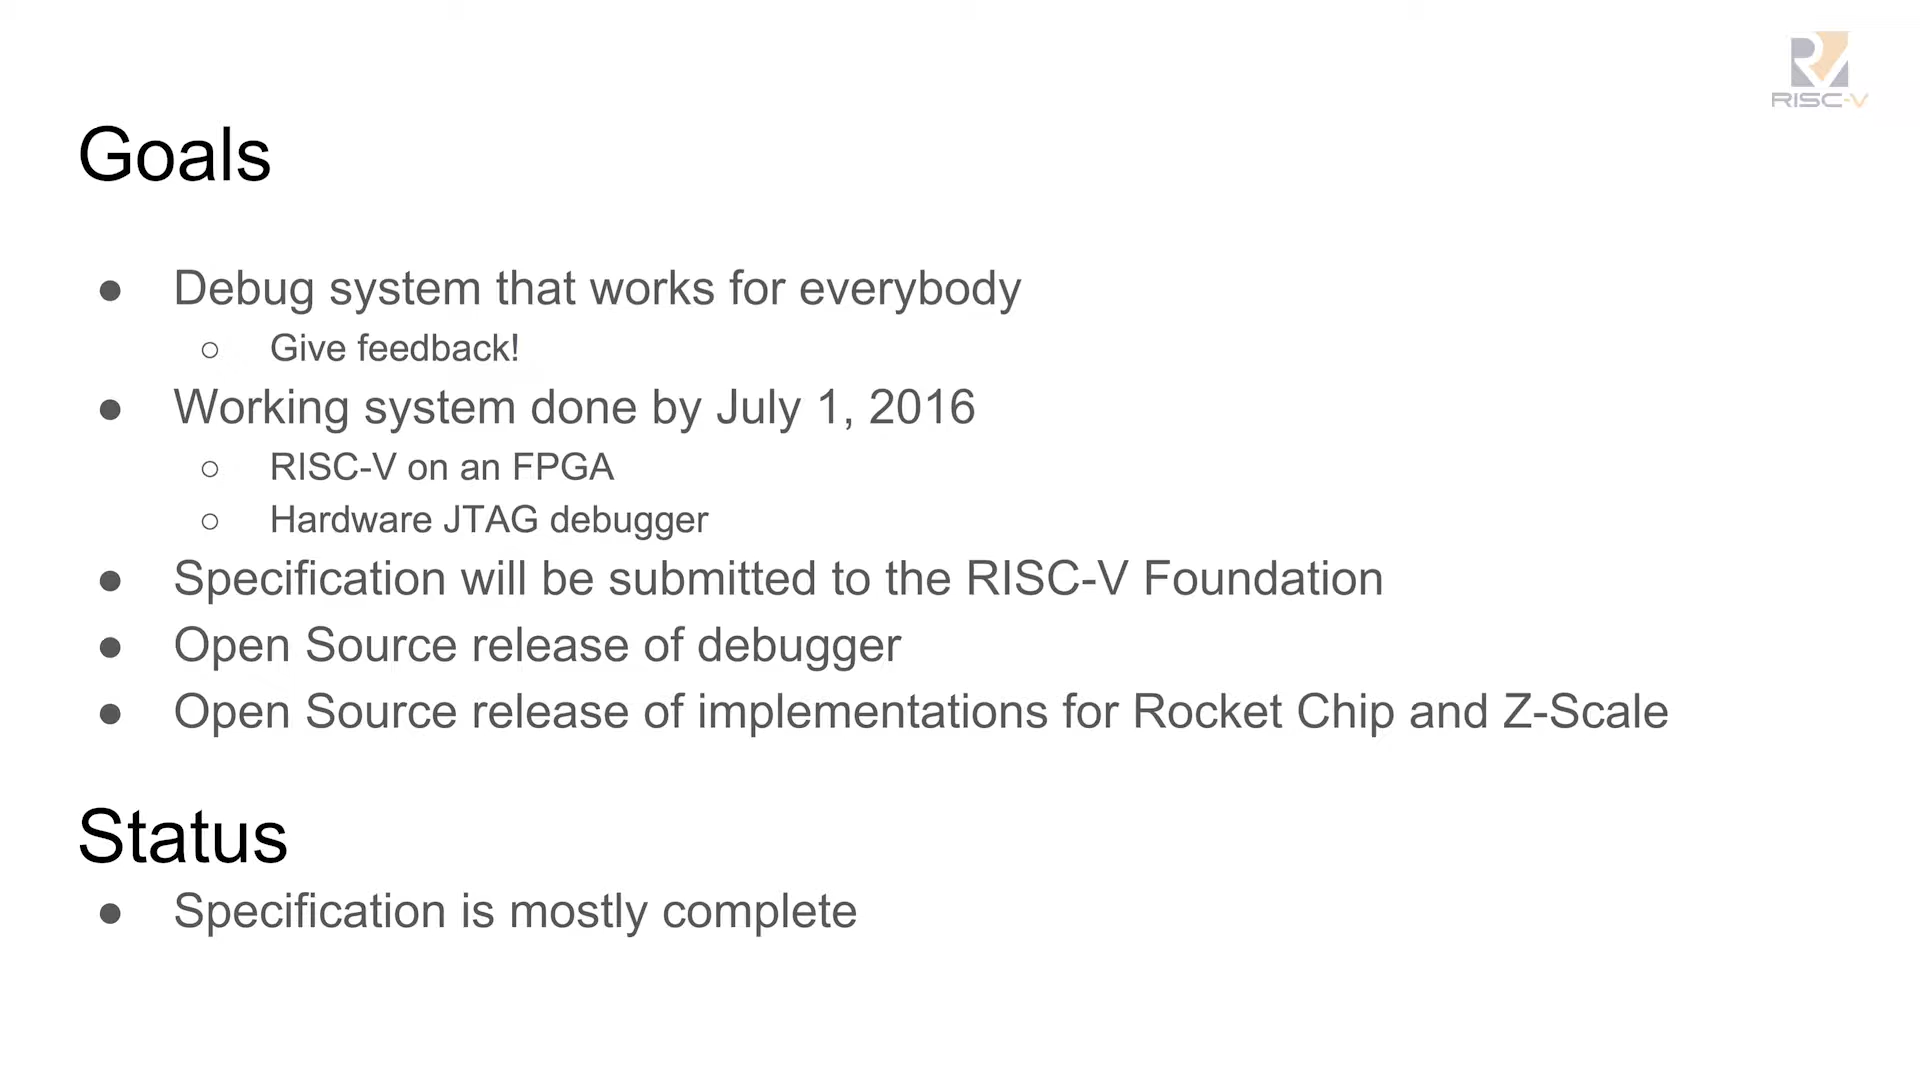 RISC-V
Goals
● Debug system that works for everybody
○ Give feedback!
● Working system done by July 1, 2016
○ RISC-V on an FPGA
○ Hardware JTAG debugger
● Specification will be submitted to the RISC-V Foundation
● Open Source release of debugger
● Open Source release of implementations for Rocket Chip and Z-Scale
Status
● Specification is mostly complete